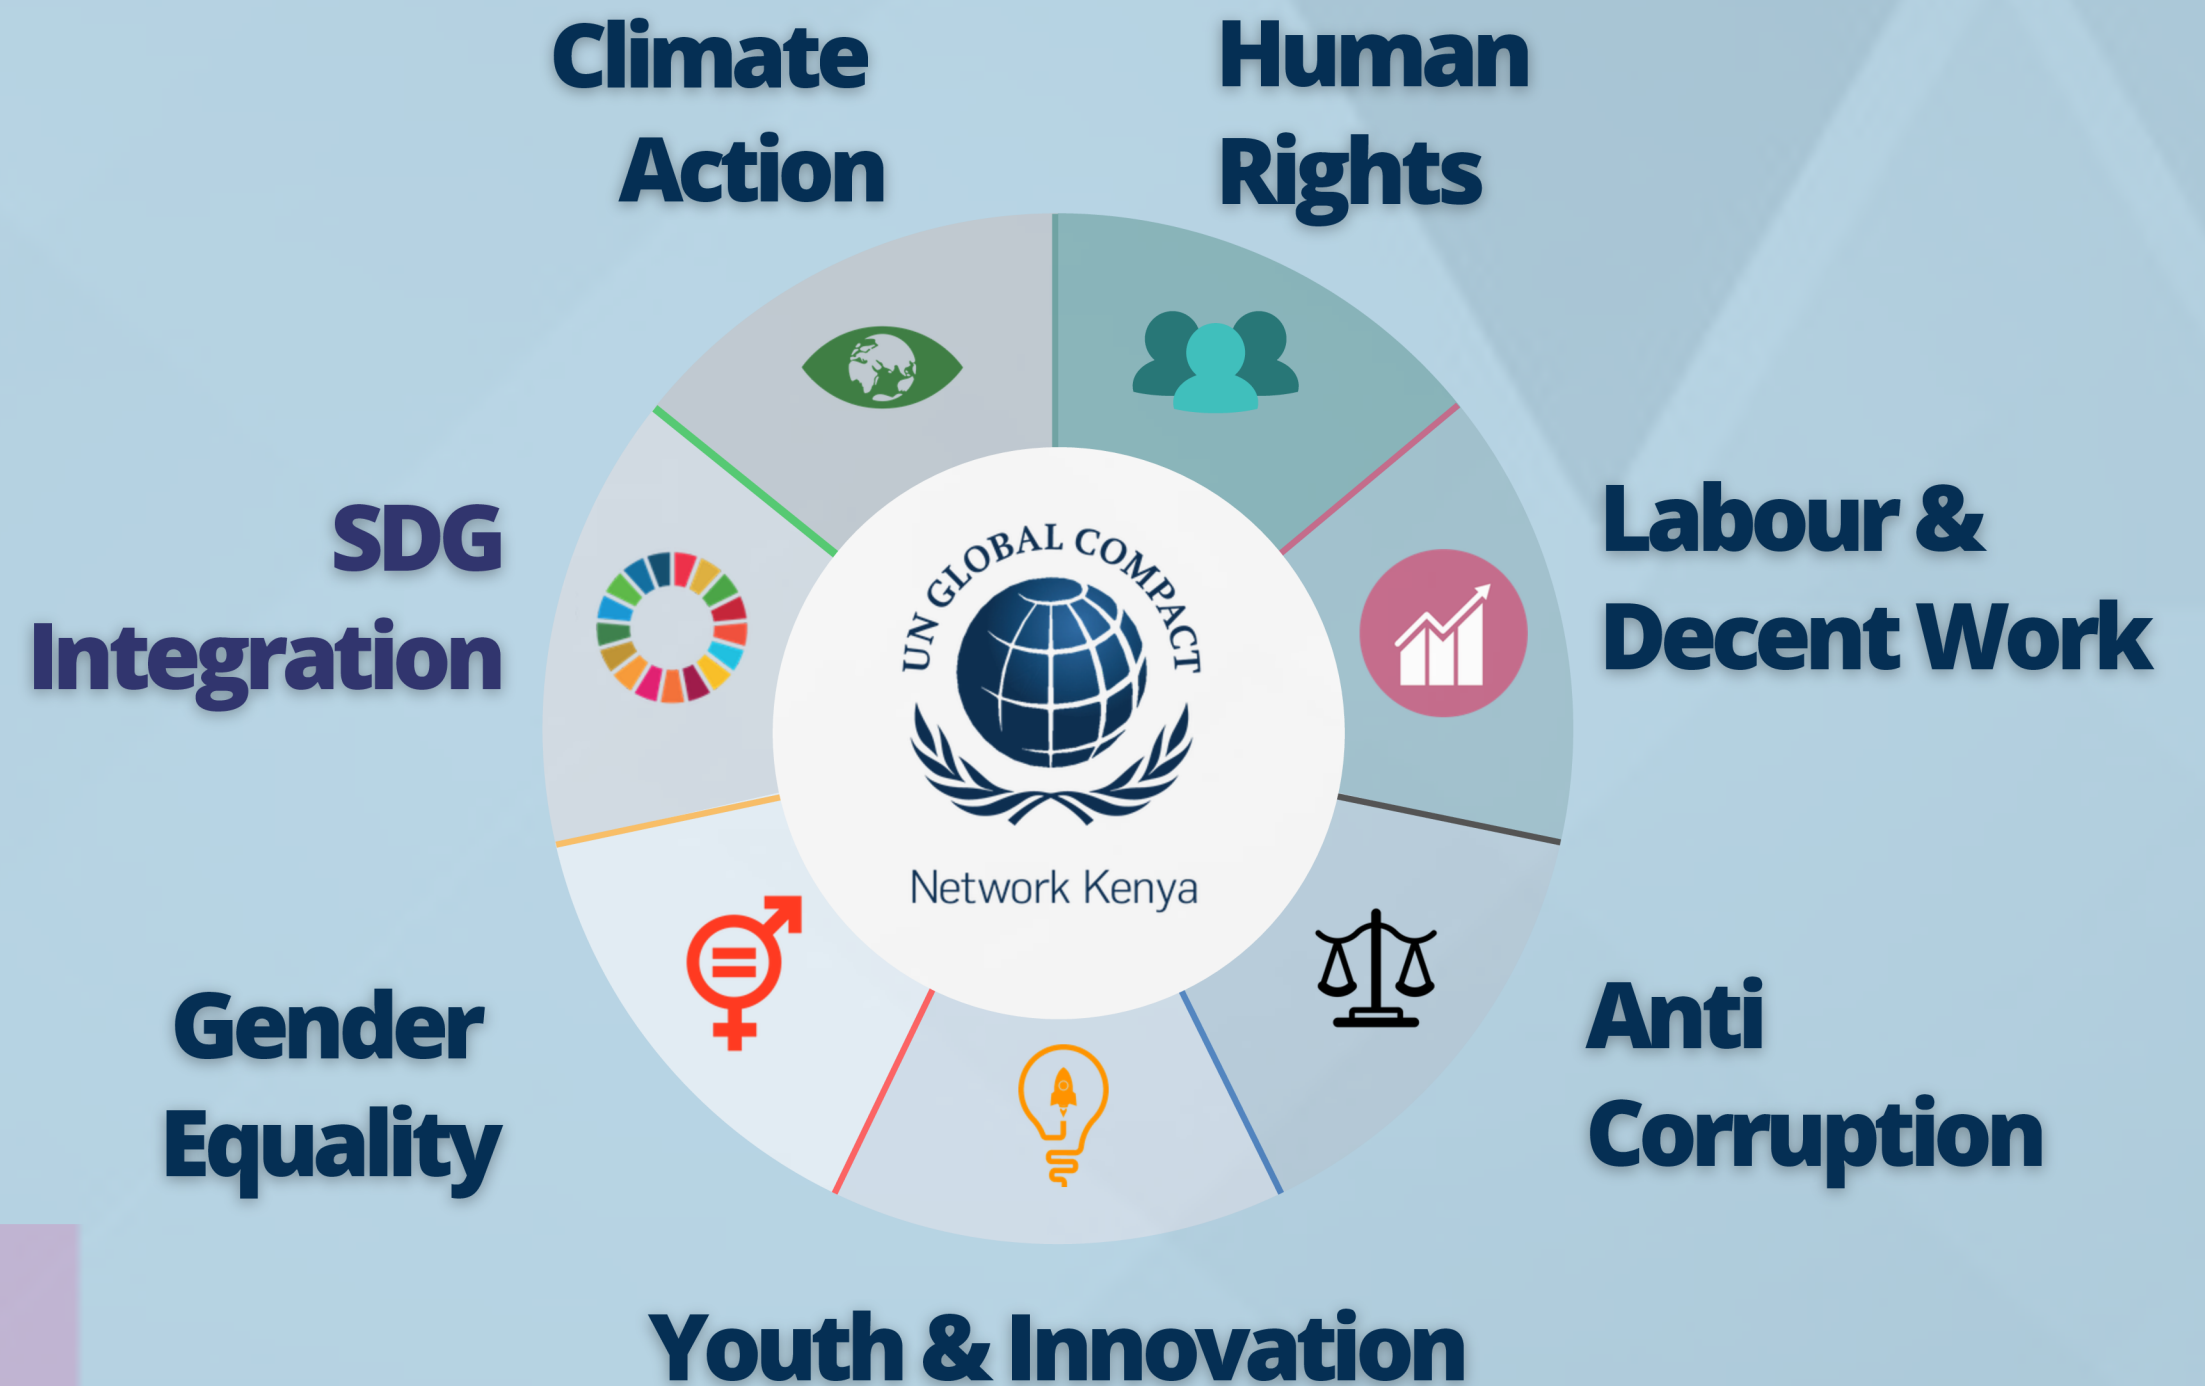 Climate
Action
Human
Rights
SDG
Integration
Labour &
Decent Work
UN GLOBAL COMPACT
Network Kenya
Gender
Equality
Anti
Corruption
Youth & Innovation